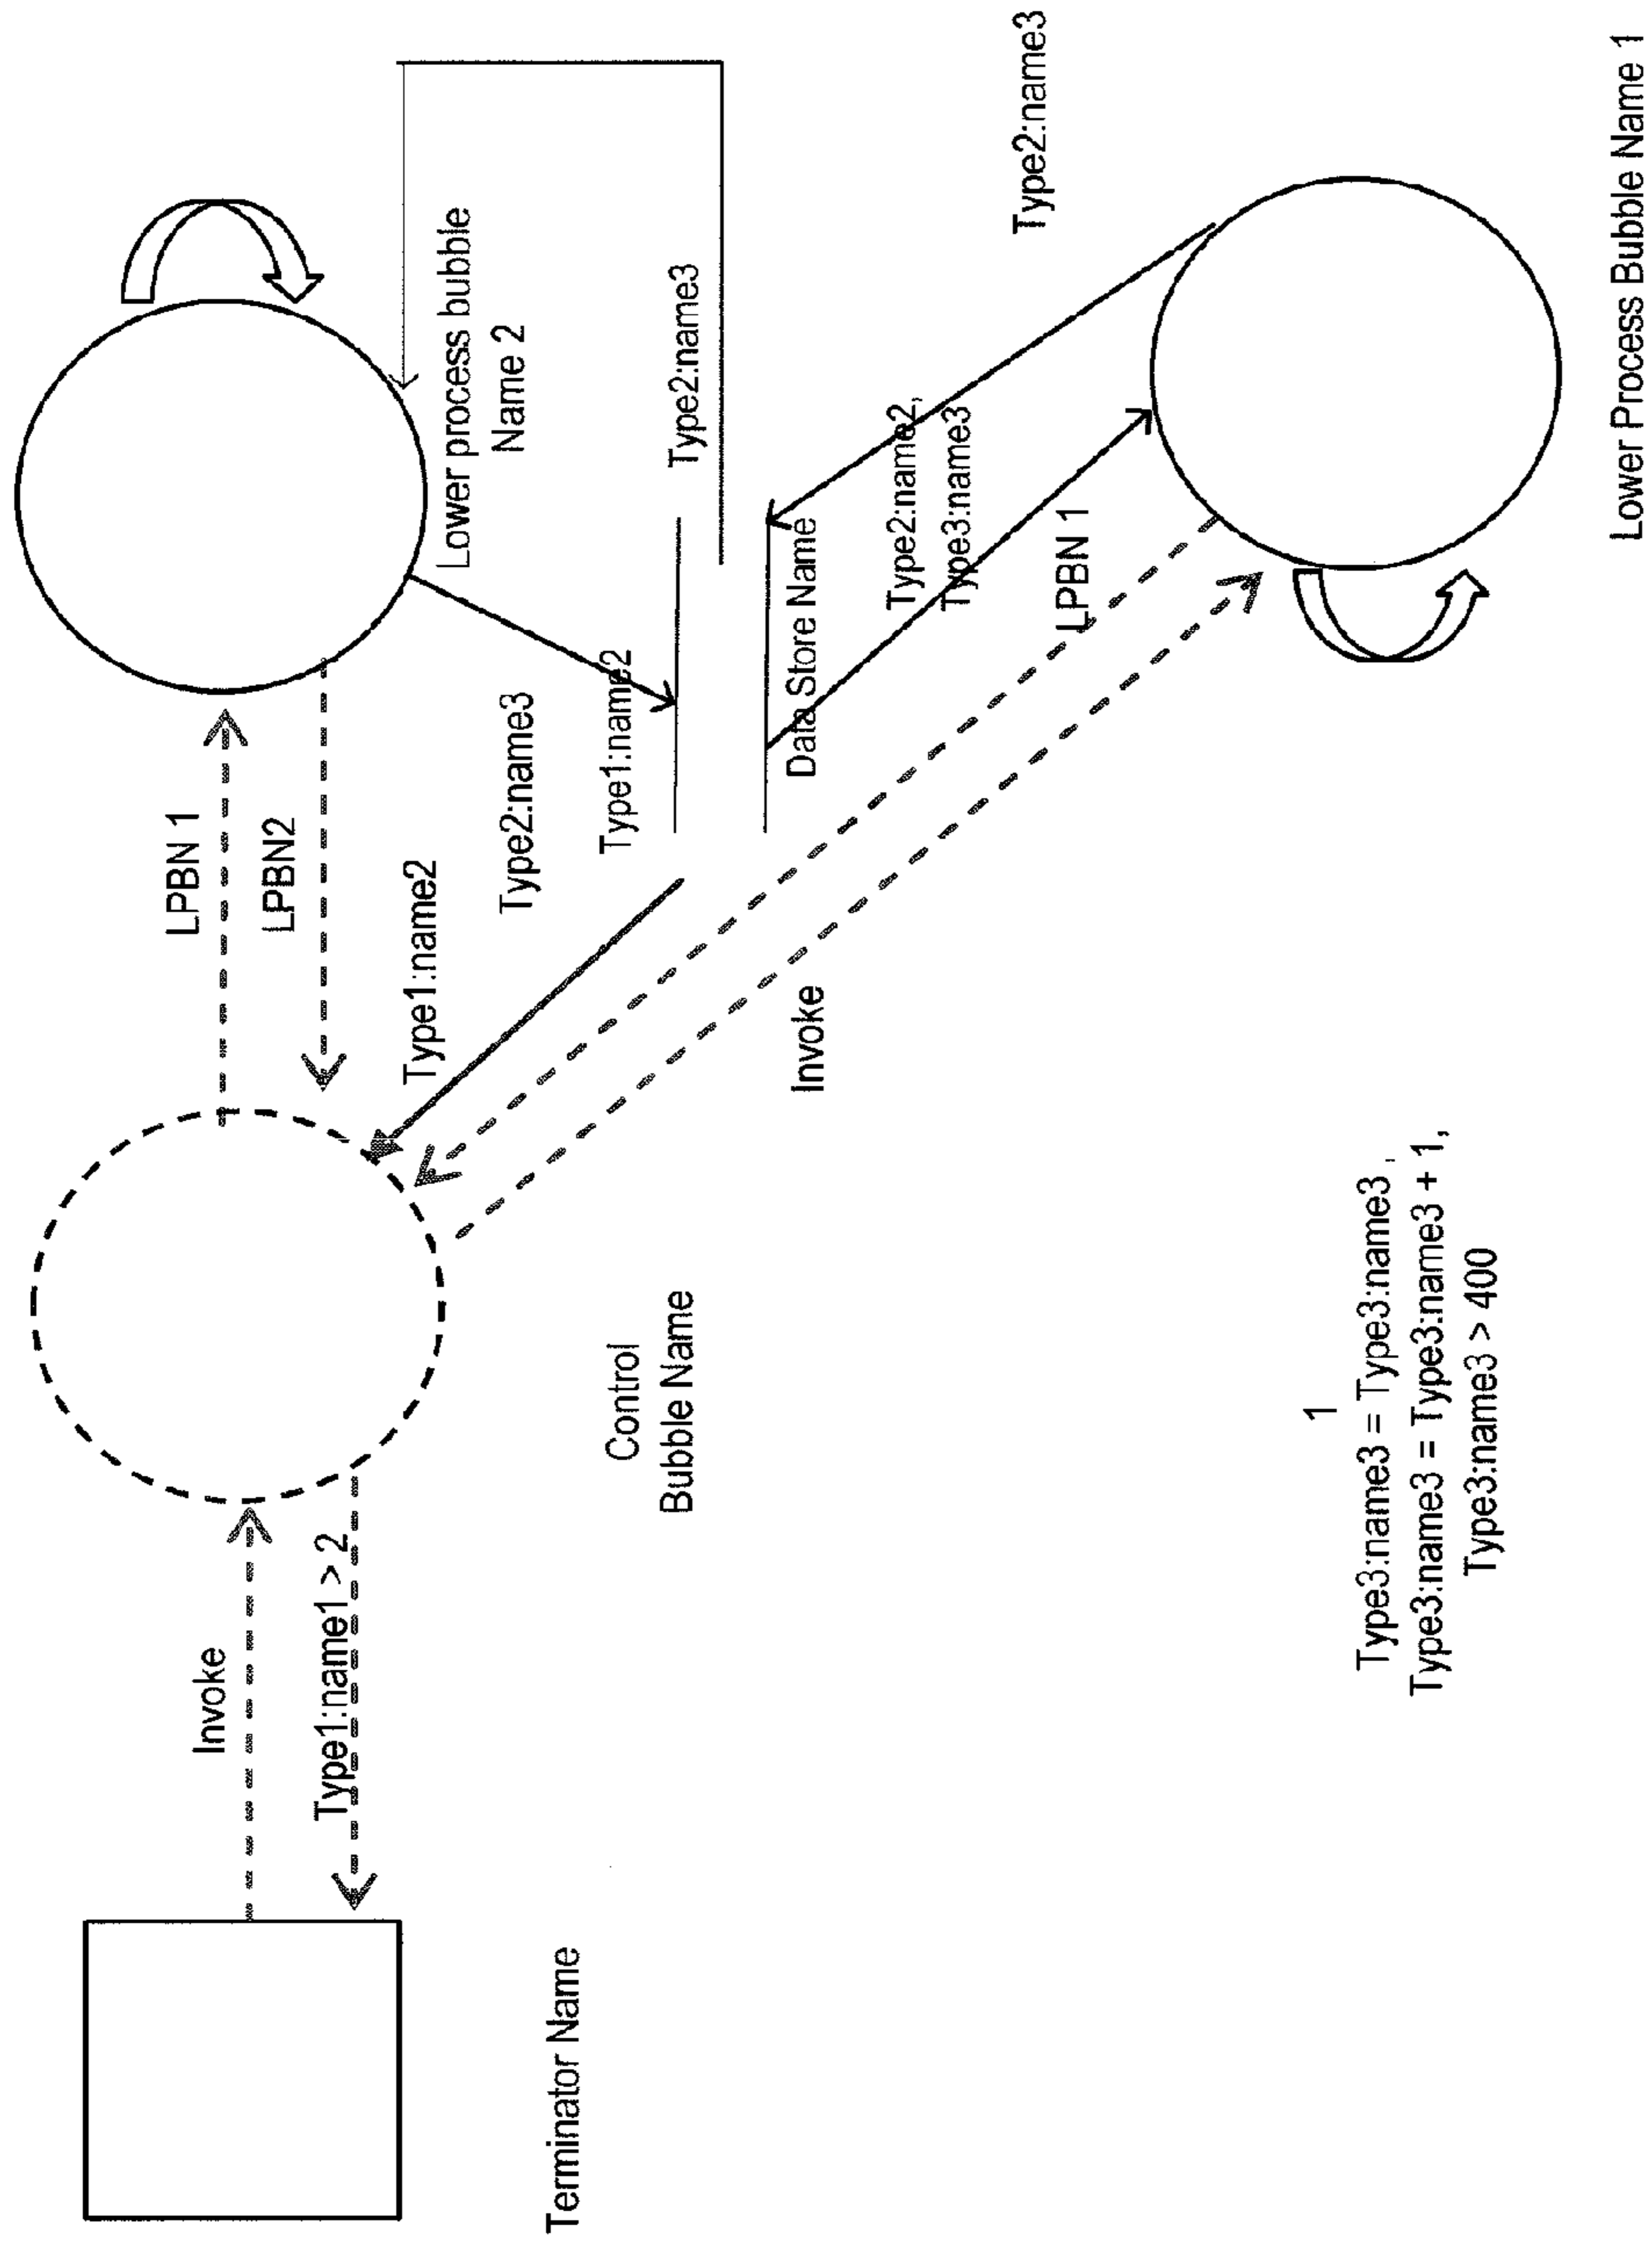 Invoke
Type1:name1 > 2
Terminator Name
Control
Bubble Name
LPBN 1
LPBN2
Type1:name2
Type2:name3
Type1:name2
Lower process bubble
Name 2
Type2:name3
Data Store Name
Type2:name2,
Type3:name3
LPBN 1
Invoke
Type2:name3
Lower Process Bubble Name 1
1
Type3:name3 = Type3:name3 ,
Type3:name3 = Type3:name3 + 1,
Type3:name3 > 400